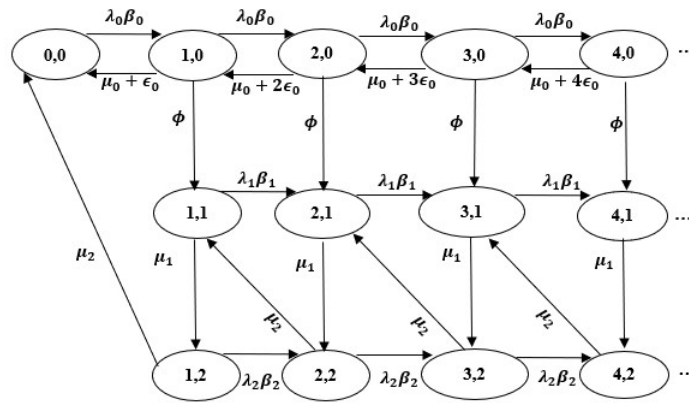 λ₀β₀ λ₀β₀ λ₀β₀ λ₀β₀
0,0 1,0 2,0 3,0 4,0 ...
μ₀ + ϵ₀ μ₀ + 2ϵ₀ μ₀ + 3ϵ₀ μ₀ + 4ϵ₀
ϕ ϕ ϕ ϕ
λ₁β₁ λ₁β₁ λ₁β₁
1,1 2,1 3,1 4,1 ...
μ₂ μ₁ μ₁ μ₁ μ₁
μ₂ μ₂ μ₂
1,2 2,2 3,2 4,2 ...
λ₂β₂ λ₂β₂ λ₂β₂